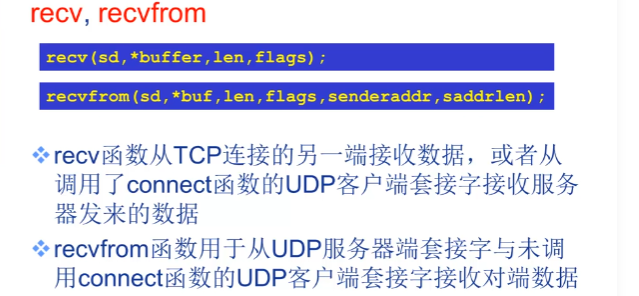 recv, recvfrom
recv(sd,*buffer,len,flags);
recvfrom(sd,*buf,len,flags,senderaddr,saddrlen);
recv函数从TCP连接的另一端接收数据，或者从
调用了connect函数的UDP客户端套接字接收服务
器发来的数据
recvfrom函数用于从UDP服务器端套接字与未调
用connect函数的UDP客户端套接字接收对端数据